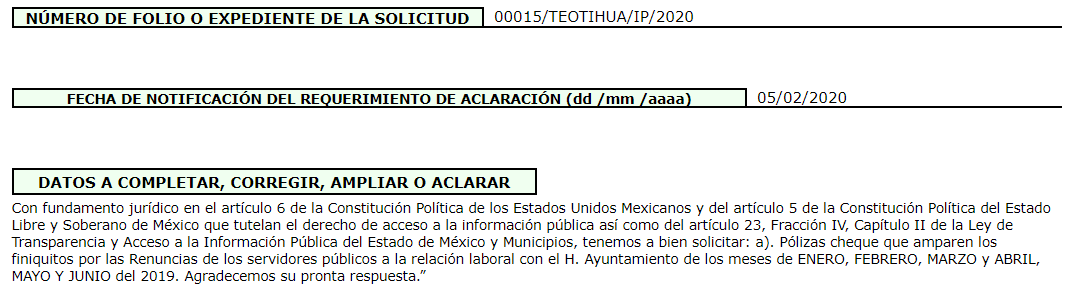 NÚMERO DE FOLIO O EXPEDIENTE DE LA SOLICITUD 00015/TEOTIHUA/IP/2020
FECHA DE NOTIFICACIÓN DEL REQUERIMIENTO DE ACLARACIÓN (dd /mm /aaaa) 05/02/2020
DATOS A COMPLETAR, CORREGIR, AMPLIAR O ACLARAR
Con fundamento jurídico en el artículo 6 de la Constitución Política de los Estados Unidos Mexicanos y del artículo 5 de la Constitución Política del Estado
Libre y Soberano de México que tutelan el derecho de acceso a la información pública así como del artículo 23, Fracción IV, Capítulo II de la Ley de
Transparencia y Acceso a la Información Pública del Estado de México y Municipios, tenemos a bien solicitar: a). Pólizas cheque que amparen los
finiquitos por las Renuncias de los servidores públicos a la relación laboral con el H. Ayuntamiento de los meses de ENERO, FEBRERO, MARZO y ABRIL,
MAYO Y JUNIO del 2019. Agradecemos su pronta respuesta.”